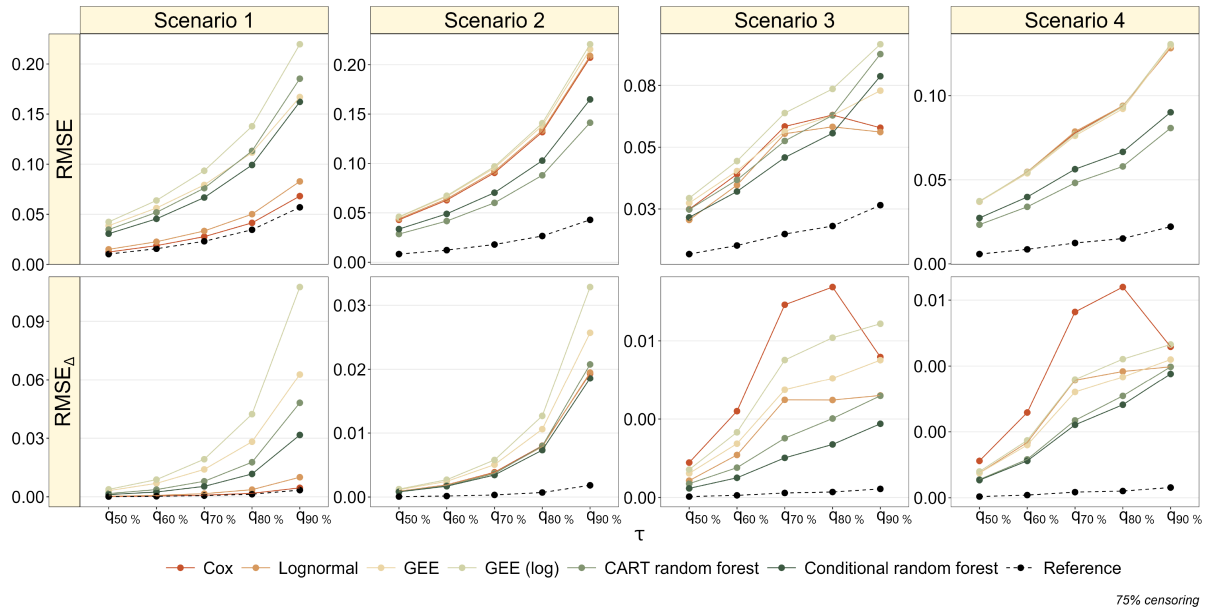 Scenario 1 Scenario 2 Scenario 3 Scenario 4
RMSE
0.20 0.20 0.08 0.10
0.15 0.15 0.05 0.05
0.10 0.10 0.03 0.00
0.05 0.05
0.00 0.00
RMSEΔ
0.09 0.03 0.01 0.01
0.06 0.02 0.00 0.00
0.03 0.01 0.00 0.00
0.00 0.00 0.00
q50 % q60 % q70 % q80 % q90 % q50 % q60 % q70 % q80 % q90 % q50 % q60 % q70 % q80 % q90 % q50 % q60 % q70 % q80 % q90 %
τ
Cox Lognormal GEE GEE (log) CART random forest Conditional random forest Reference
75% censoring